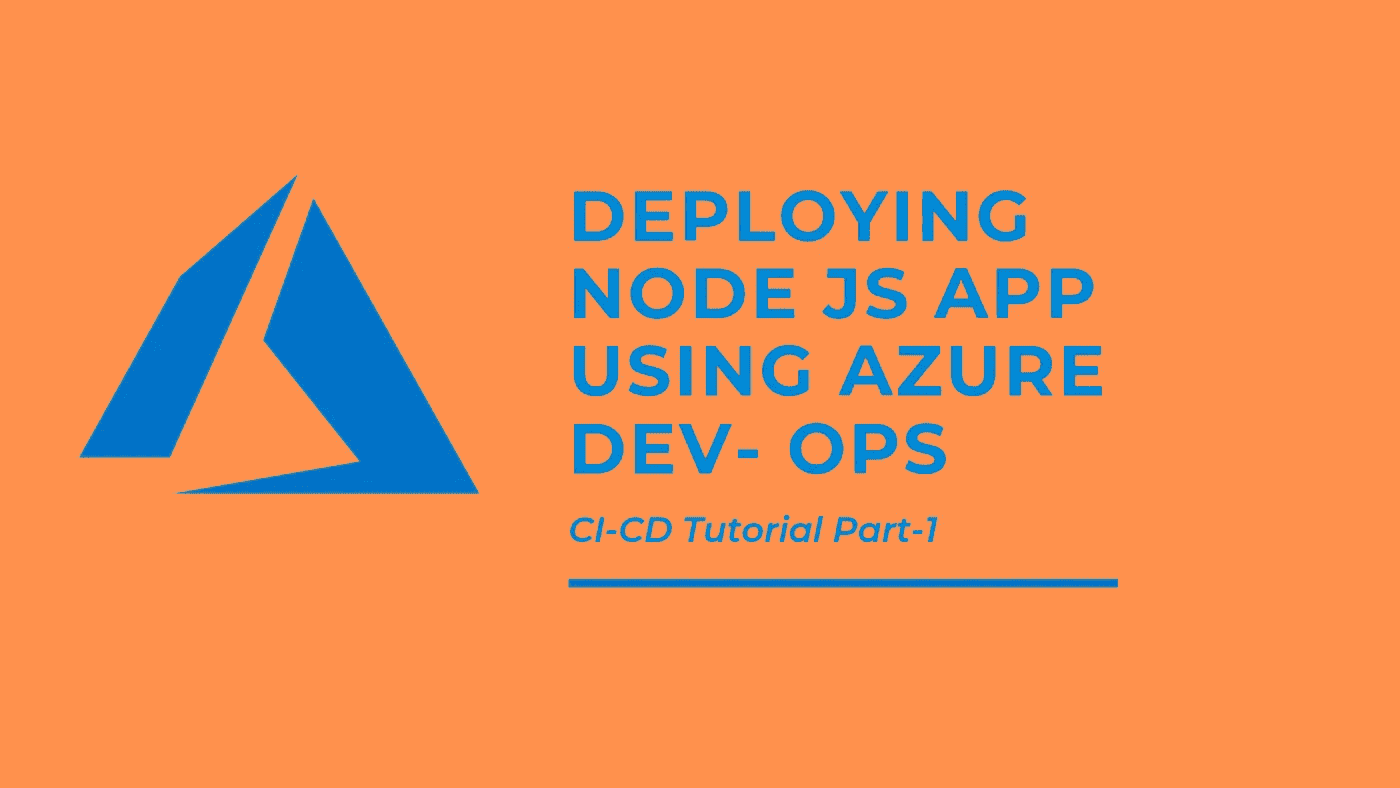 DEPLOYING
NODE JS APP
USING AZURE
DEV- OPS
CI-CD Tutorial Part-1